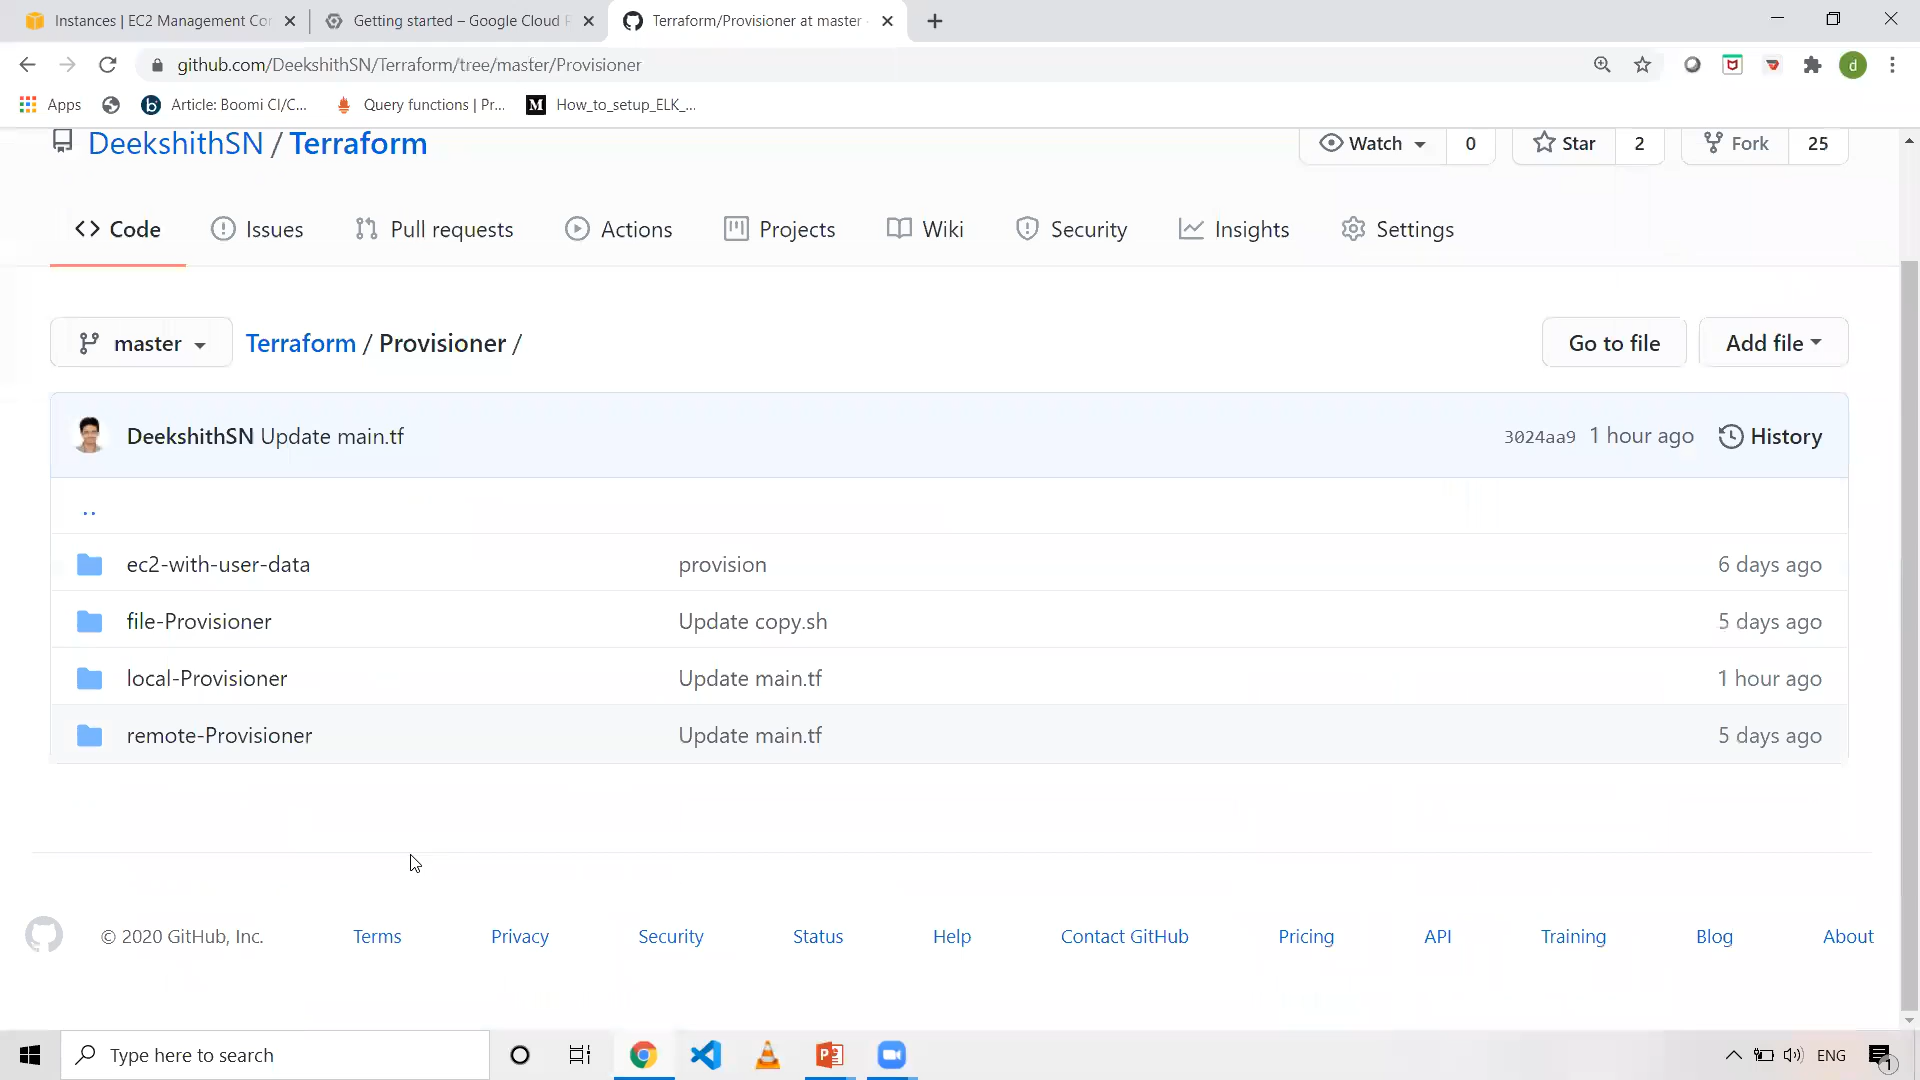 Instances | EC2 Management Co
Getting started – Google Cloud
Terraform/Provisioner at master
github.com/DeekshithSN/Terraform/tree/master/Provisioner
d
Apps
Article: Boomi CI/C...
Query functions | Pr...
How_to_setup_ELK_...
DeekshithSN / Terraform
Watch 0
Star 2
Fork 25
Code
Issues
Pull requests
Actions
Projects
Wiki
Security
Insights
Settings
master
Terraform / Provisioner /
Go to file
Add file
DeekshithSN Update main.tf
3024aa9 1 hour ago
History
..
ec2-with-user-data provision 6 days ago
file-Provisioner Update copy.sh 5 days ago
local-Provisioner Update main.tf 1 hour ago
remote-Provisioner Update main.tf 5 days ago
© 2020 GitHub, Inc.
Terms
Privacy
Security
Status
Help
Contact GitHub
Pricing
API
Training
Blog
About
Type here to search
ENG
1